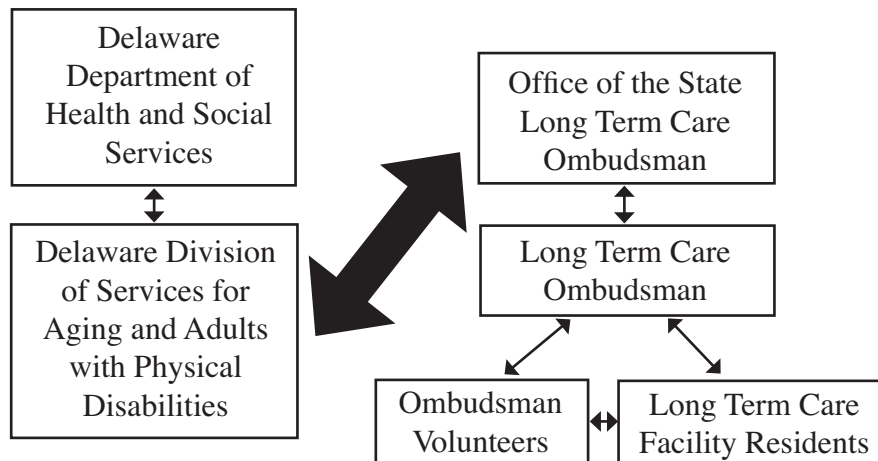 Delaware
Department of
Health and Social
Services
Delaware Division
of Services for
Aging and Adults
with Physical
Disabilities
Office of the State
Long Term Care
Ombudsman
Long Term Care
Ombudsman
Ombudsman
Volunteers
Long Term Care
Facility Residents